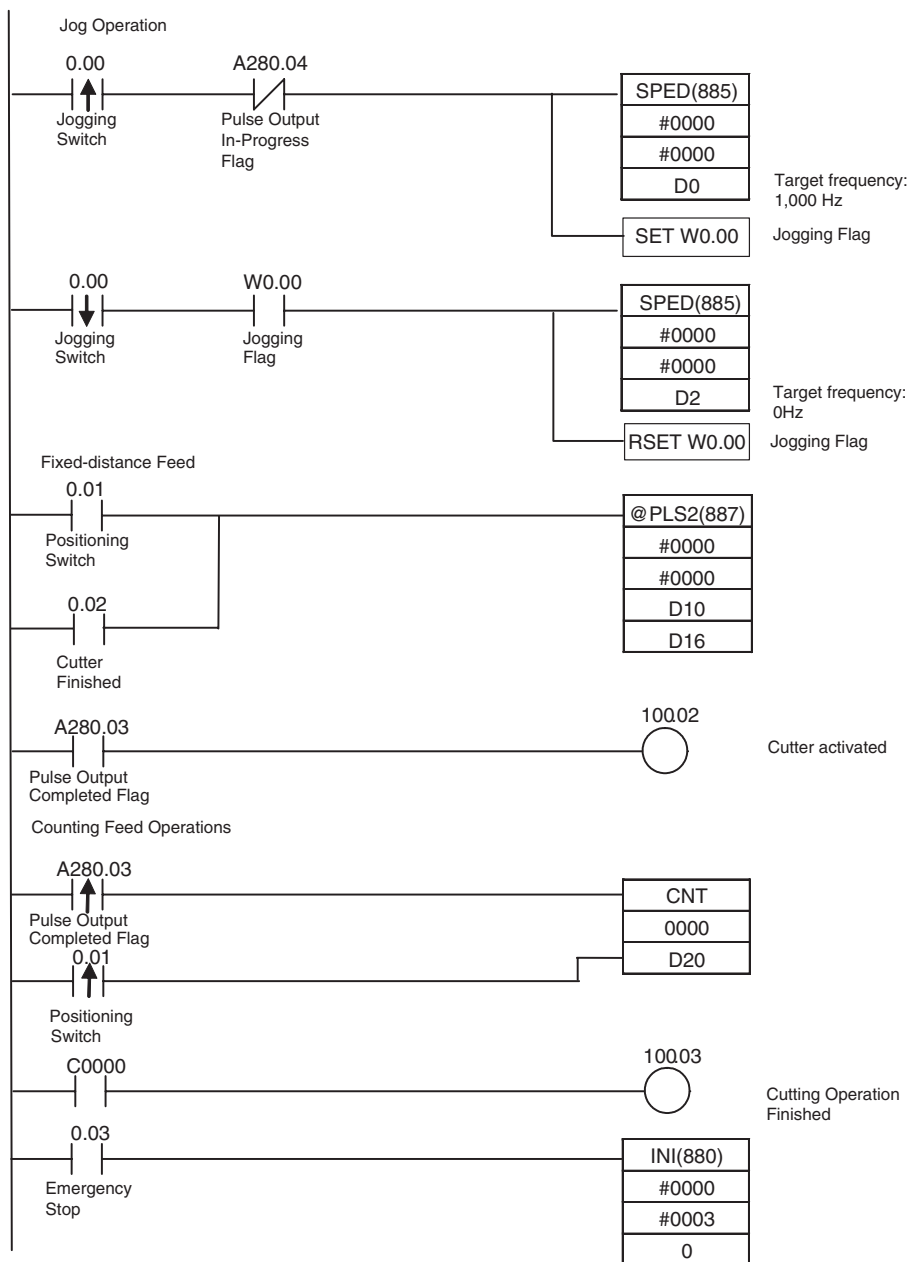 Jog Operation
0.00
A280.04
SPED(885)
Jogging
Switch
Pulse Output
In-Progress
Flag
#0000
#0000
D0
Target frequency:
1,000 Hz
SET W0.00
Jogging Flag
0.00
W0.00
SPED(885)
Jogging
Switch
Jogging
Flag
#0000
#0000
D2
Target frequency:
0Hz
RSET W0.00
Jogging Flag
Fixed-distance Feed
0.01
@PLS2(887)
Positioning
Switch
#0000
#0000
D10
D16
0.02
Cutter
Finished
A280.03
100.02
Cutter activated
Pulse Output
Completed Flag
Counting Feed Operations
A280.03
CNT
Pulse Output
Completed Flag
0000
D20
0.01
Positioning
Switch
C0000
100.03
Cutting Operation
Finished
0.03
INI(880)
Emergency
Stop
#0000
#0003
0